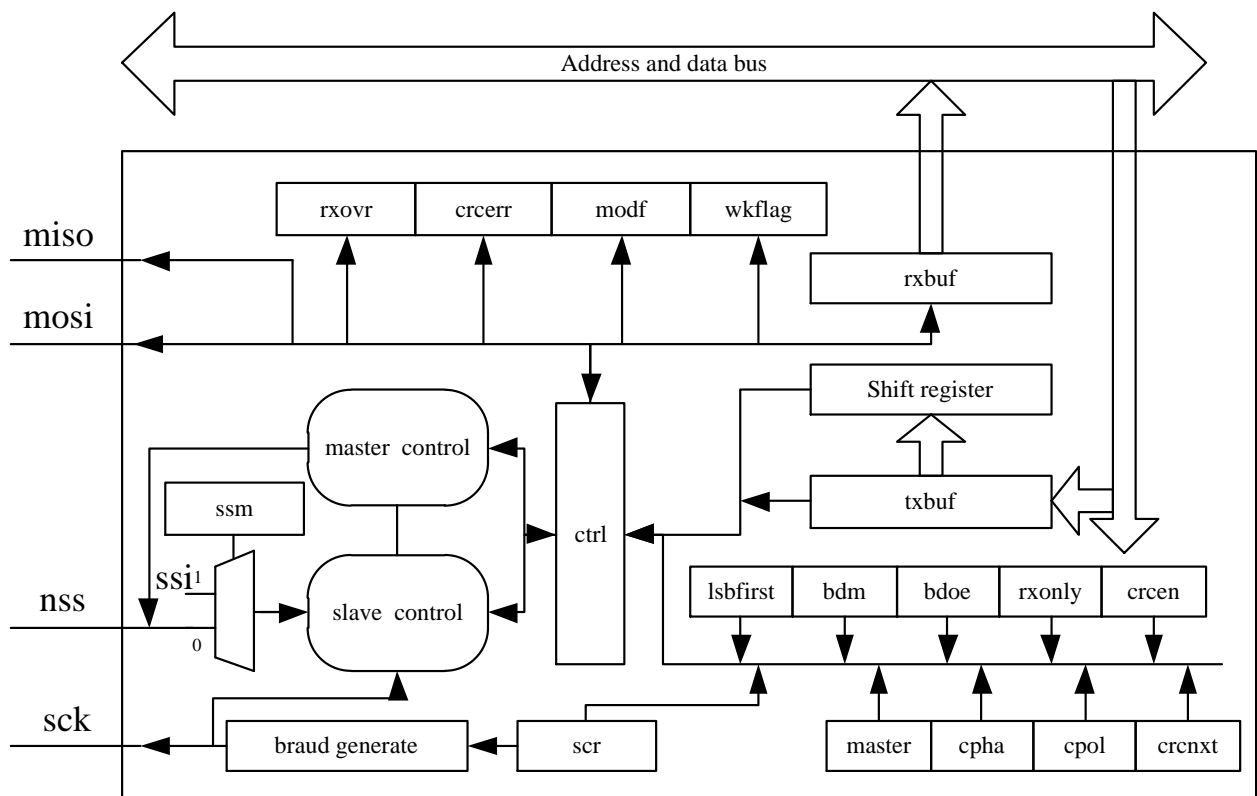 Address and data bus
rxovr crcerr modf wkflag
miso
rxbuf
mosi
Shift register
master control
ssm
txbuf
ctrl
ssi 1
lsbfirst bdm bdoe rxonly crcen
nss
slave control
0
sck
braud generate
scr
master cpha cpol crcnxt